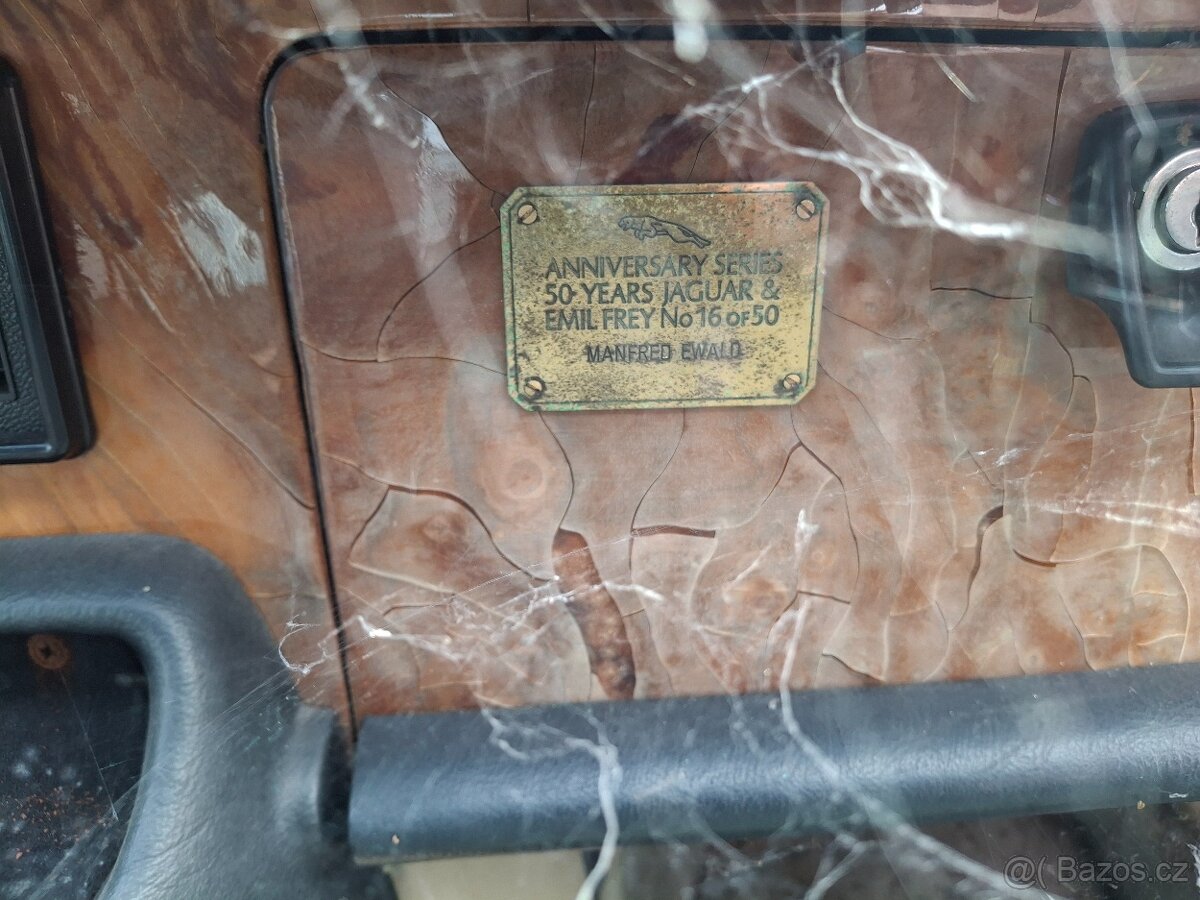 ANNIVERSARY SERIES
50 YEARS JAGUAR &
EMIL FREY No 16 OF 50
MANFRED EWALD
@( Bazos.cz